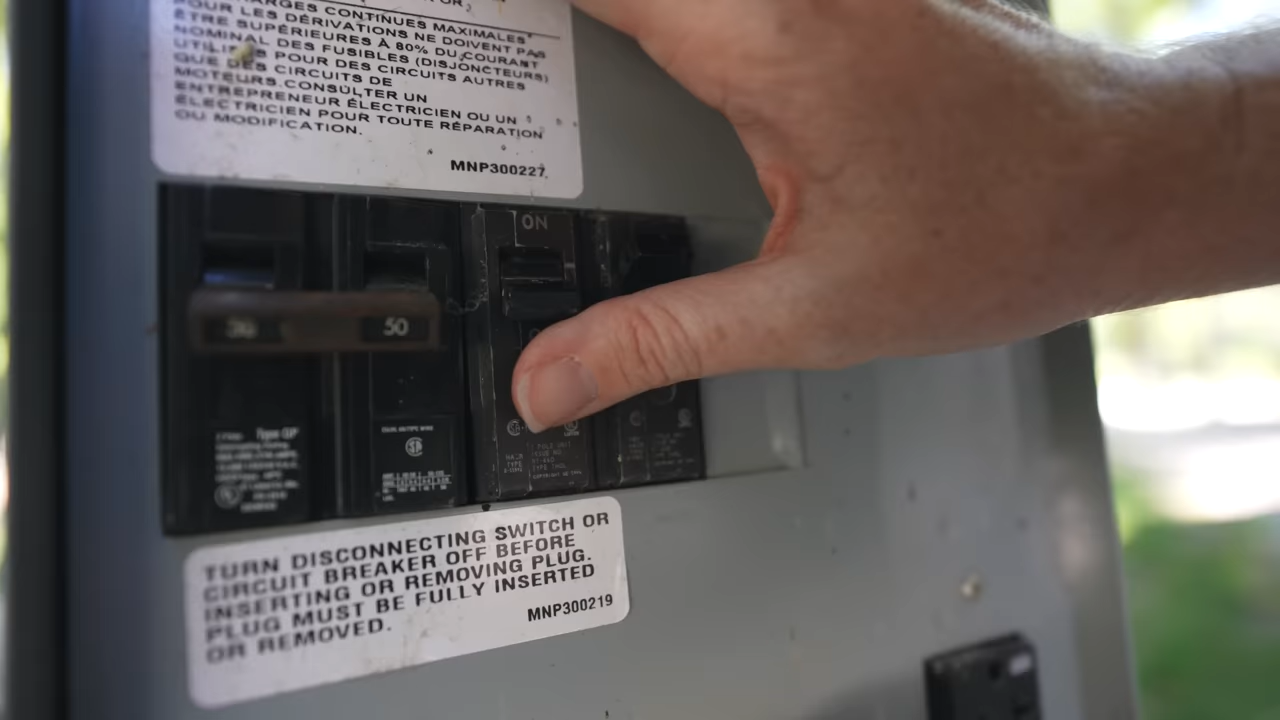 CHARGES CONTINUES MAXIMALES
POUR LES DÉRIVATIONS NE DOIVENT PAS
ÊTRE SUPÉRIEURES À 80% DU COURANT
NOMINAL DES FUSIBLES (DISJONCTEURS)
UTILISÉS POUR DES CIRCUITS AUTRES
QUE DES CIRCUITS DE
MOTEURS.CONSULTER UN
ENTREPRENEUR ÉLECTRICIEN OU UN
ÉLECTRICIEN POUR TOUTE RÉPARATION
OU MODIFICATION.
MNP300227
ON
50
Type QP
TURN DISCONNECTING SWITCH OR
CIRCUIT BREAKER OFF BEFORE
INSERTING OR REMOVING PLUG.
PLUG MUST BE FULLY INSERTED
OR REMOVED.
MNP300219